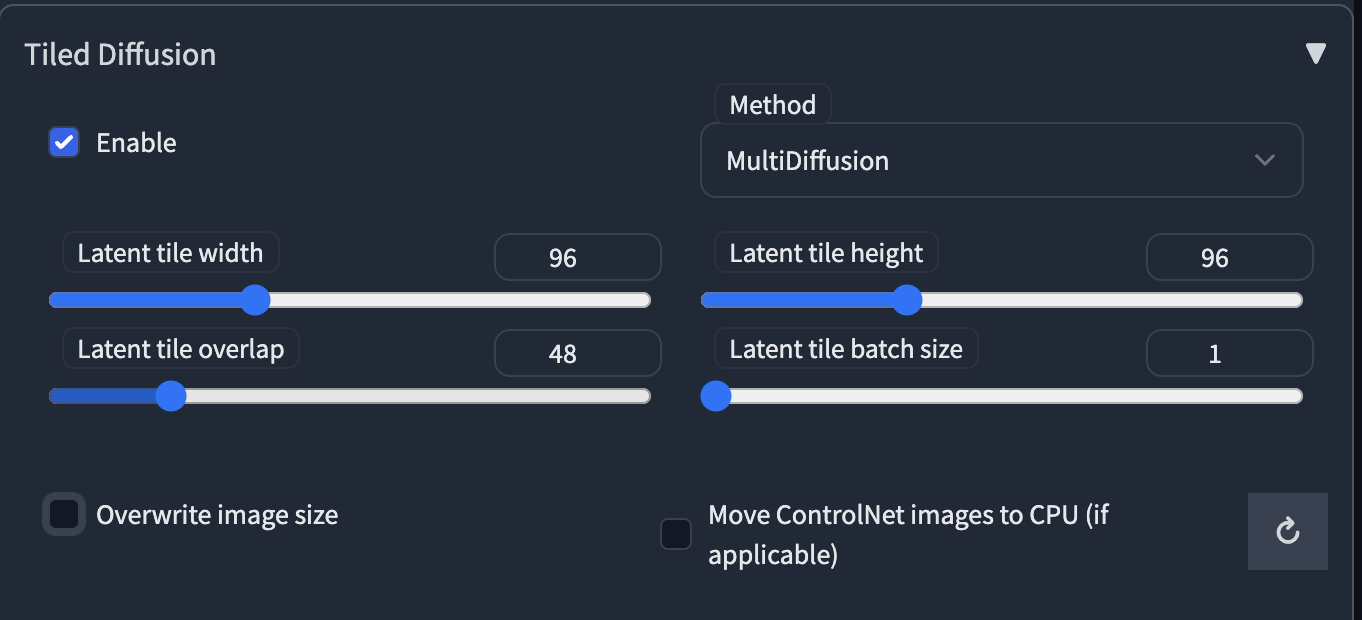 Tiled Diffusion
Enable
Method
MultiDiffusion
Latent tile width
96
Latent tile height
96
Latent tile overlap
48
Latent tile batch size
1
Overwrite image size
Move ControlNet images to CPU (if
applicable)